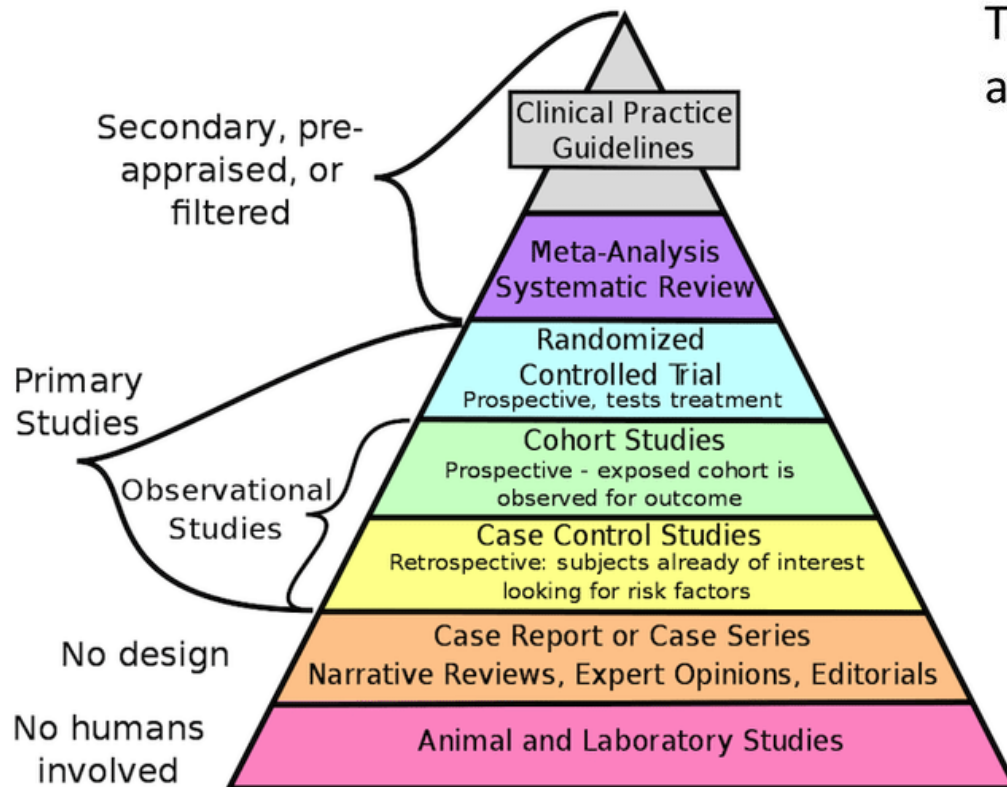 T
a
Clinical Practice
Guidelines
Secondary, pre-
appraised, or
filtered
Meta-Analysis
Systematic Review
Randomized
Controlled Trial
Prospective, tests treatment
Primary
Studies
Cohort Studies
Prospective - exposed cohort is
observed for outcome
Observational
Studies
Case Control Studies
Retrospective: subjects already of interest
looking for risk factors
No design
Case Report or Case Series
Narrative Reviews, Expert Opinions, Editorials
No humans
involved
Animal and Laboratory Studies